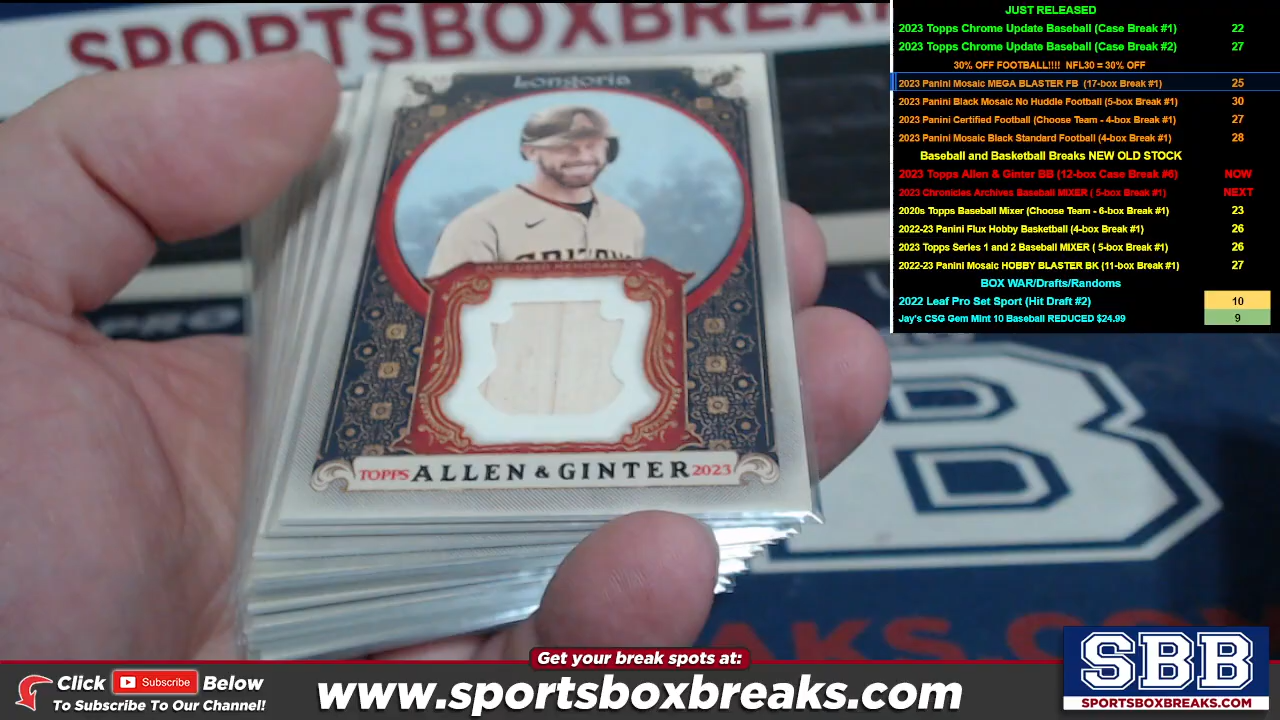 SPORTSBOXBREAKS
Longoria
GAME-USED MEMORABILIA
TOPPS ALLEN & GINTER 2023
B
JUST RELEASED
2023 Topps Chrome Update Baseball (Case Break #1) 22
2023 Topps Chrome Update Baseball (Case Break #2) 27
30% OFF FOOTBALL!!!! NFL30 = 30% OFF
2023 Panini Mosaic MEGA BLASTER FB (17-box Break #1) 25
2023 Panini Black Mosaic No Huddle Football (5-box Break #1) 30
2023 Panini Certified Football (Choose Team - 4-box Break #1) 27
2023 Panini Mosaic Black Standard Football (4-box Break #1) 28
Baseball and Basketball Breaks NEW OLD STOCK
2023 Topps Allen & Ginter BB (12-box Case Break #6) NOW
2023 Chronicles Archives Baseball MIXER ( 5-box Break #1) NEXT
2020s Topps Baseball Mixer (Choose Team - 6-box Break #1) 23
2022-23 Panini Flux Hobby Basketball (4-box Break #1) 26
2023 Topps Series 1 and 2 Baseball MIXER ( 5-box Break #1) 26
2022-23 Panini Mosaic HOBBY BLASTER BK (11-box Break #1) 27
BOX WAR/Drafts/Randoms
2022 Leaf Pro Set Sport (Hit Draft #2) 10
Jay's CSG Gem Mint 10 Baseball REDUCED $24.99 9
Get your break spots at:
Click Subscribe Below
To Subscribe To Our Channel!
www.sportsboxbreaks.com
SBB
SPORTSBOXBREAKS.COM